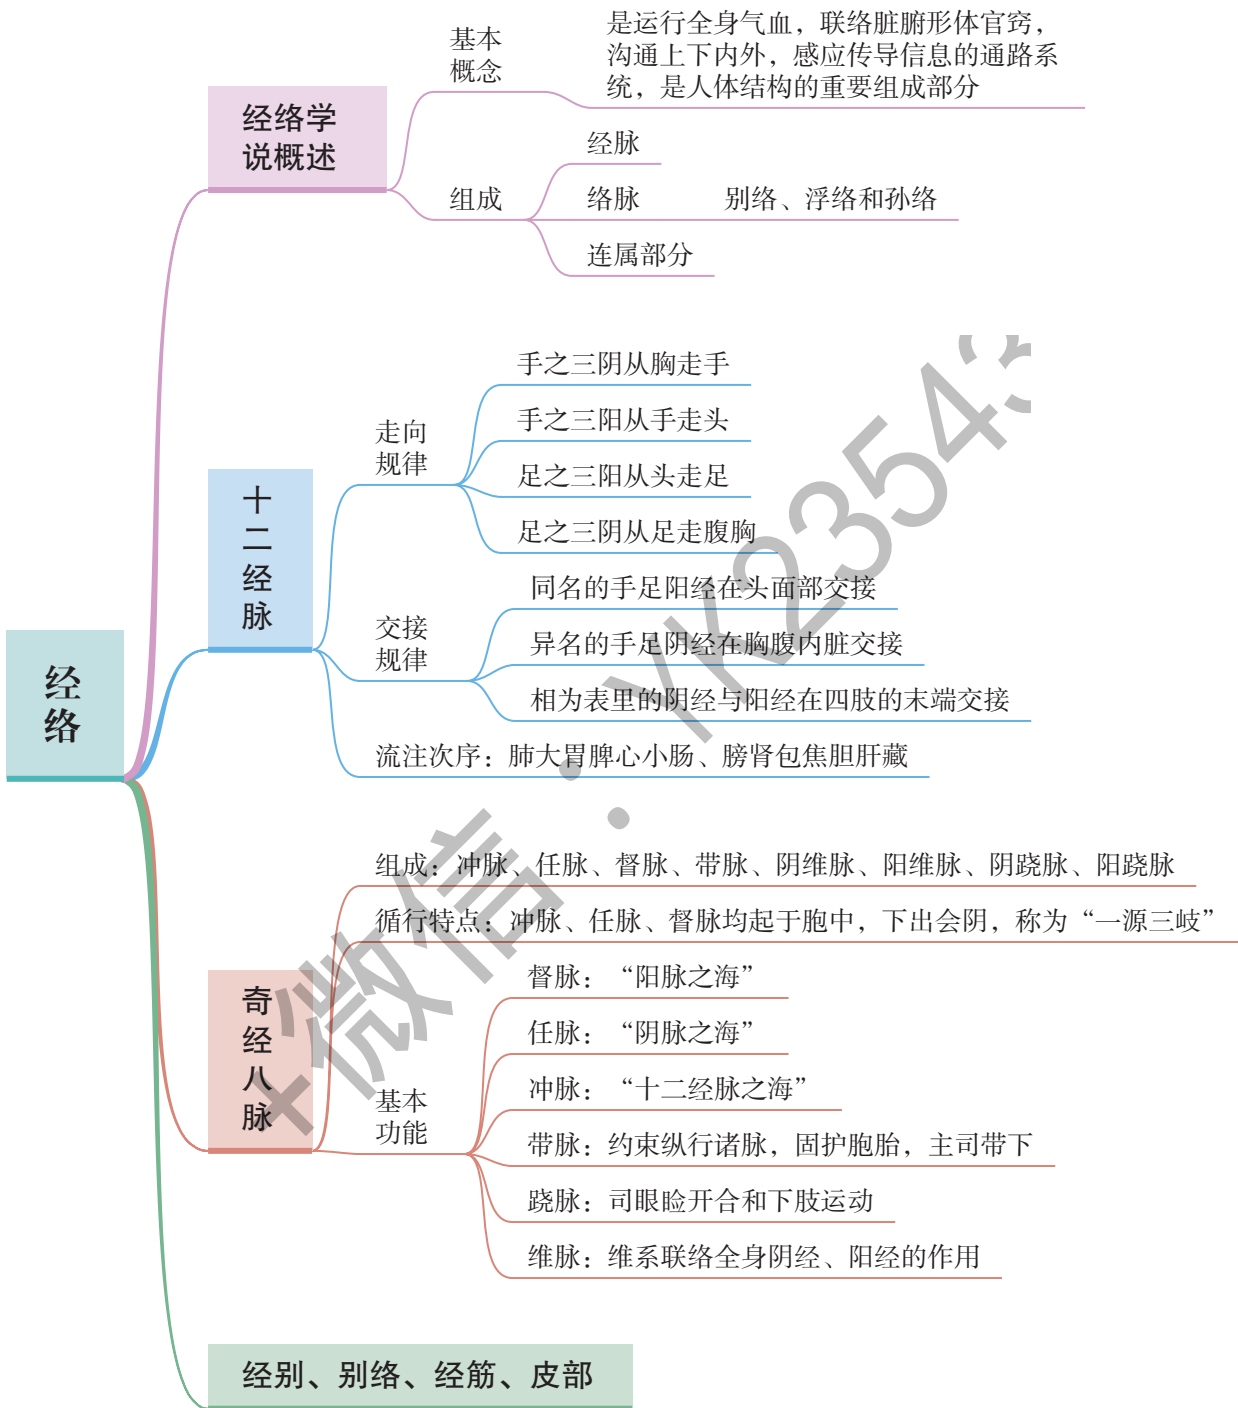 基本
概念
是运行全身气血，联络脏腑形体官窍，
沟通上下内外，感应传导信息的通路系
统，是人体结构的重要组成部分
经络学
说概述
经脉
组成
络脉
别络、浮络和孙络
连属部分
手之三阴从胸走手
手之三阳从手走头
走向
规律
足之三阳从头走足
足之三阴从足走腹胸
十二经脉
同名的手足阳经在头面部交接
交接
规律
异名的手足阴经在胸腹内脏交接
相为表里的阴经与阳经在四肢的末端交接
流注次序：肺大胃脾心小肠、膀肾包焦胆肝藏
经络
组成：冲脉、任脉、督脉、带脉、阴维脉、阳维脉、阴跷脉、阳跷脉
循行特点：冲脉、任脉、督脉均起于胞中，下出会阴，称为“一源三岐”
奇经八脉
督脉：“阳脉之海”
任脉：“阴脉之海”
冲脉：“十二经脉之海”
基本
功能
带脉：约束纵行诸脉，固护胞胎，主司带下
跷脉：司眼睑开合和下肢运动
维脉：维系联络全身阴经、阳经的作用
经别、别络、经筋、皮部
+微信：YK23543